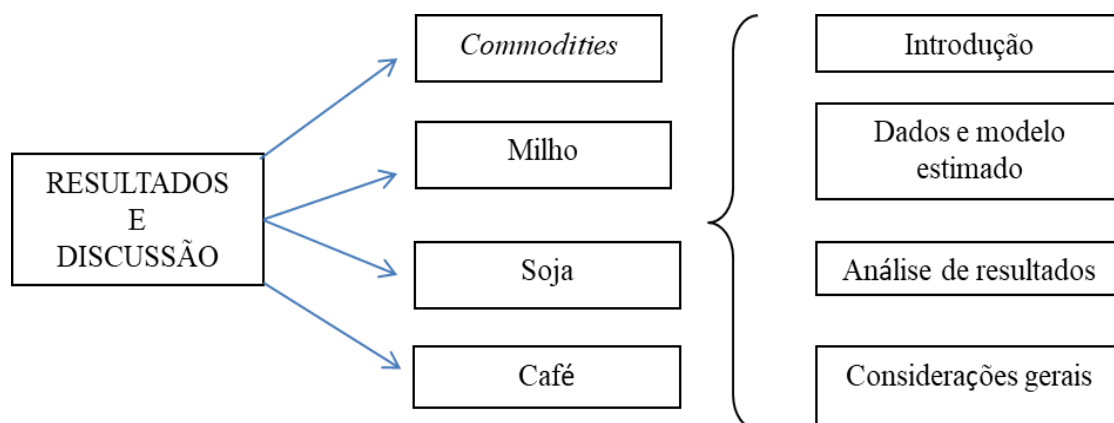 RESULTADOS
E
DISCUSSÃO
Commodities
Milho
Soja
Café
Introdução
Dados e modelo
estimado
Análise de resultados
Considerações gerais